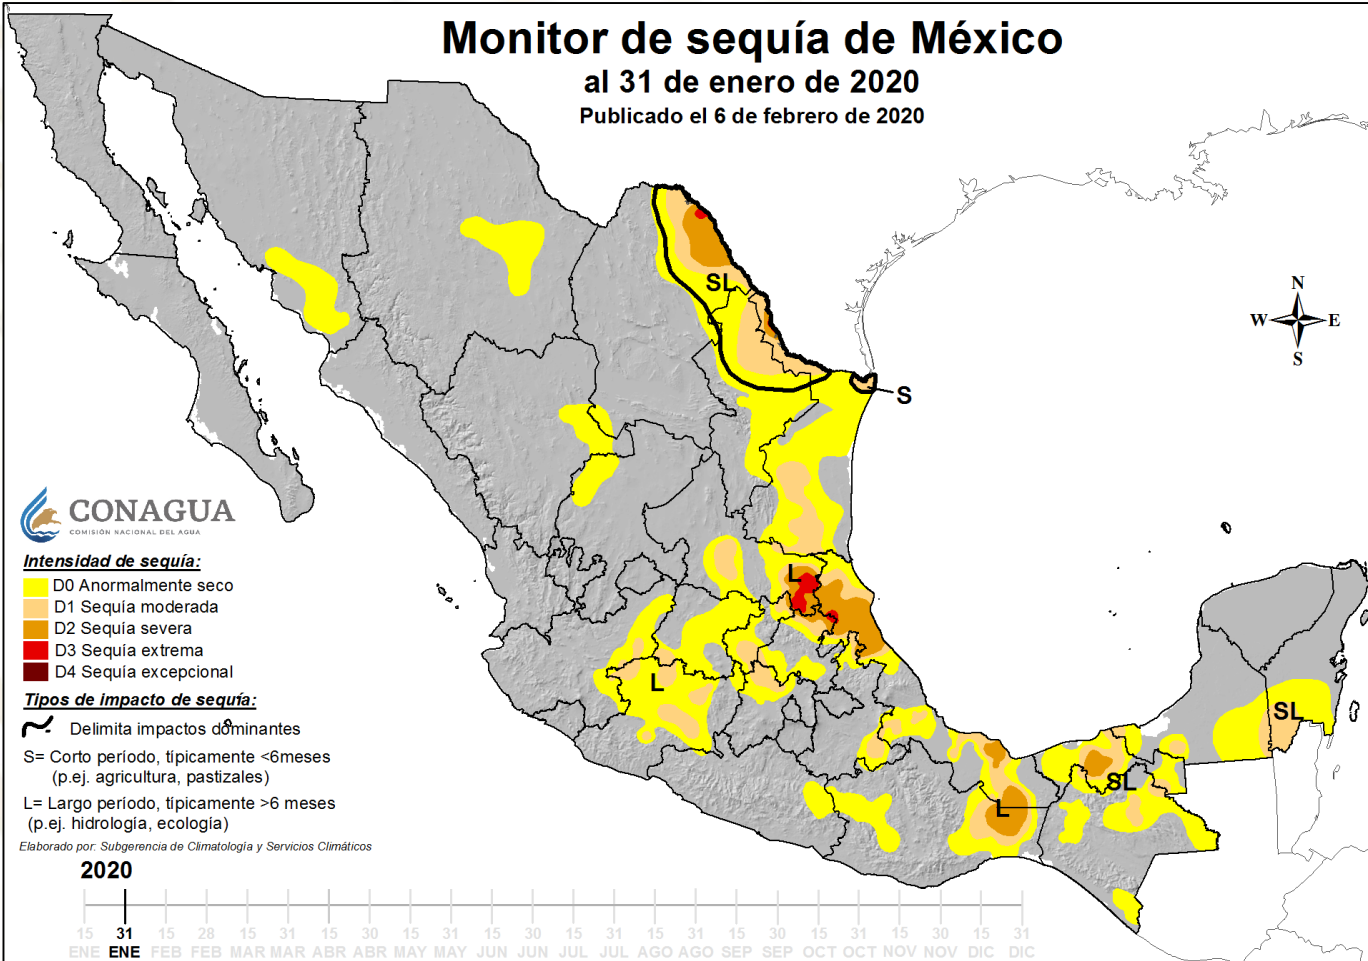 Monitor de sequía de México
al 31 de enero de 2020
Publicado el 6 de febrero de 2020
N
W E
S
SL
S
L
L
SL
SL
L
CONAGUA
COMISIÓN NACIONAL DEL AGUA
Intensidad de sequía:
D0 Anormalmente seco
D1 Sequía moderada
D2 Sequía severa
D3 Sequía extrema
D4 Sequía excepcional
Tipos de impacto de sequía:
Delimita impactos dominantes
S= Corto período, típicamente <6meses
(p.ej. agricultura, pastizales)
L= Largo período, típicamente >6 meses
(p.ej. hidrología, ecología)
Elaborado por: Subgerencia de Climatología y Servicios Climáticos
2020
15 31 15 28 15 31 15 30 15 31 15 30 15 31 15 31 15 30 15 31 15 30 15 31
ENE ENE FEB FEB MAR MAR ABR ABR MAY MAY JUN JUN JUL JUL AGO AGO SEP SEP OCT OCT NOV NOV DIC DIC